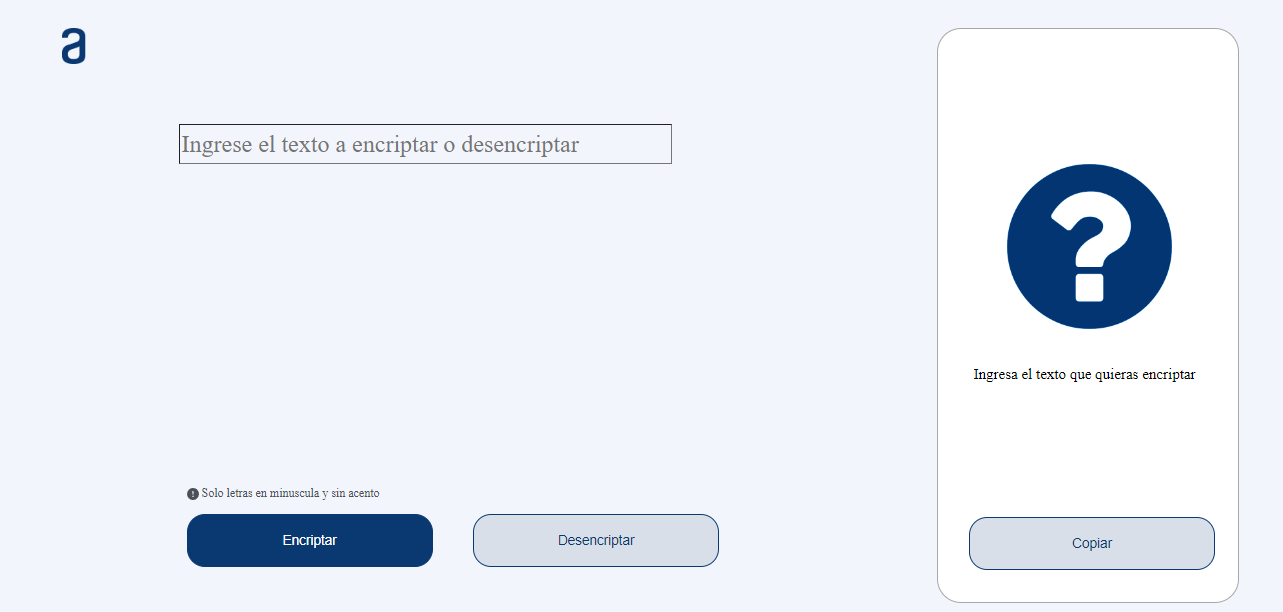 a
Ingrese el texto a encriptar o desencriptar
?
Ingresa el texto que quieras encriptar
! Solo letras en minuscula y sin acento
Encriptar
Desencriptar
Copiar